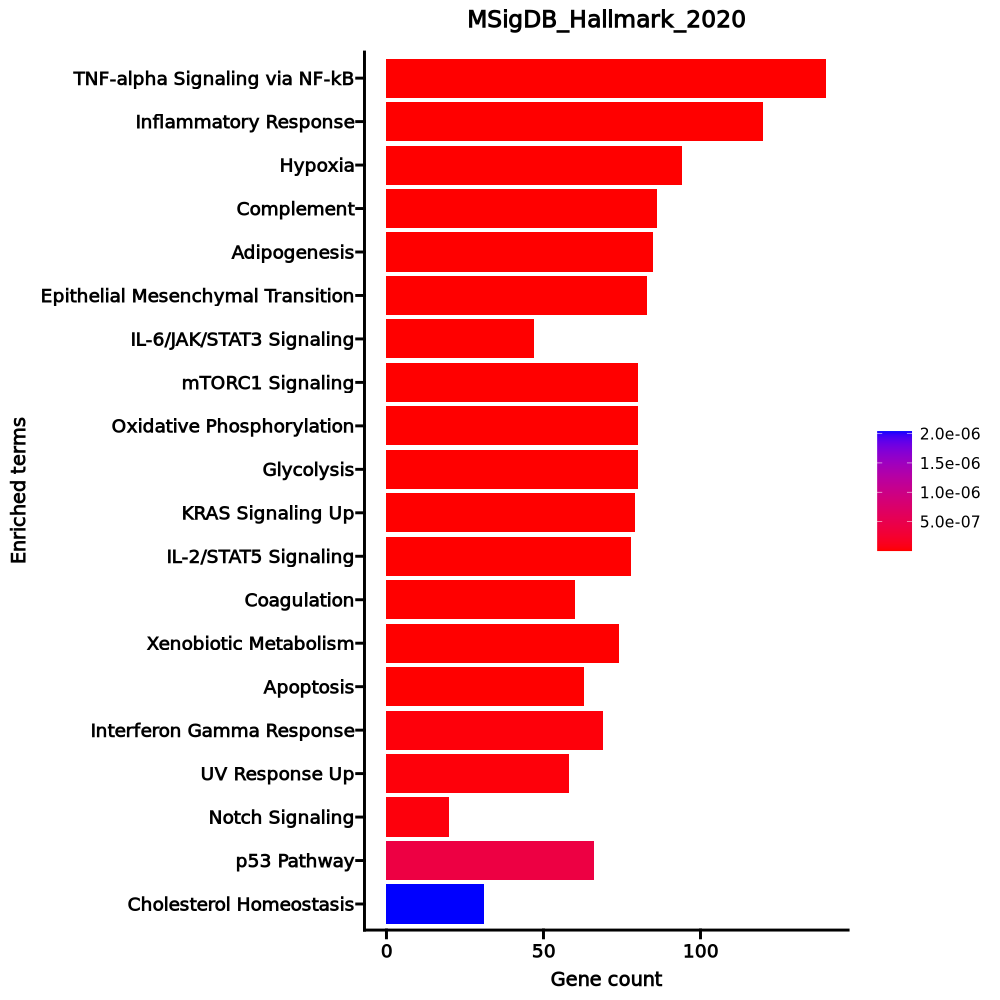 MSigDB_Hallmark_2020
TNF-alpha Signaling via NF-kB
Inflammatory Response
Hypoxia
Complement
Adipogenesis
Epithelial Mesenchymal Transition
IL-6/JAK/STAT3 Signaling
mTORC1 Signaling
Oxidative Phosphorylation
Glycolysis
KRAS Signaling Up
IL-2/STAT5 Signaling
Coagulation
Xenobiotic Metabolism
Apoptosis
Interferon Gamma Response
UV Response Up
Notch Signaling
p53 Pathway
Cholesterol Homeostasis
Enriched terms
0 50 100
Gene count
2.0e-06
1.5e-06
1.0e-06
5.0e-07